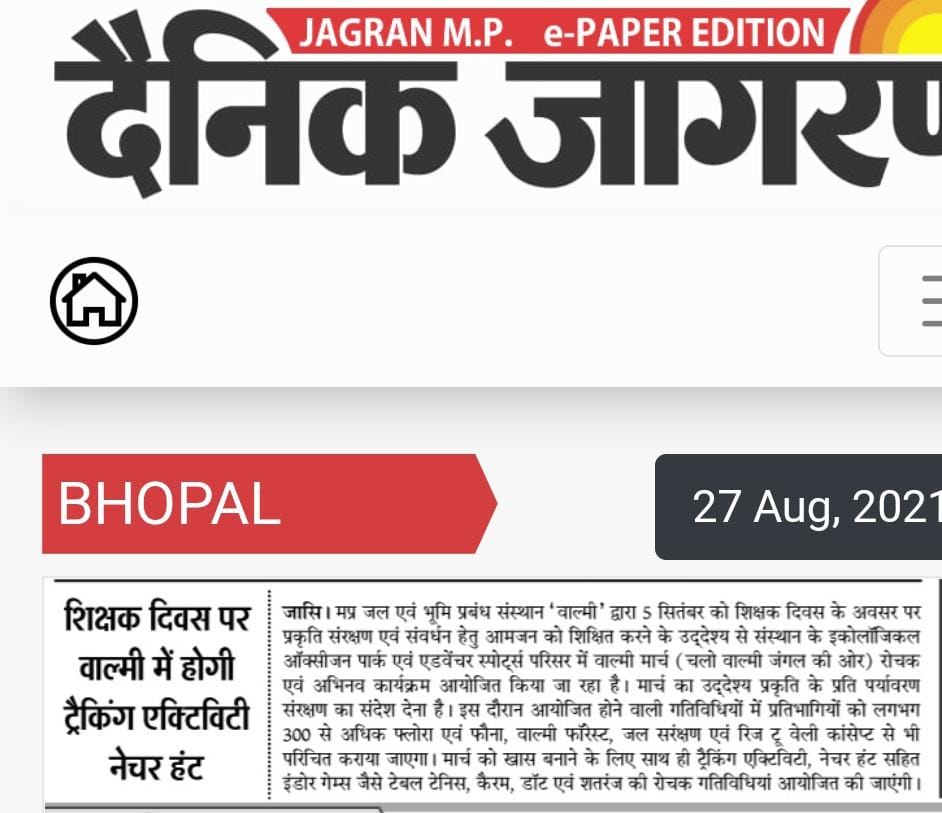 JAGRAN M.P. e-PAPER EDITION
दैनिक जागरण
BHOPAL
27 Aug, 2021
शिक्षक दिवस पर
वाल्मी में होगी
ट्रैकिंग एक्टिविटी
नेचर हंट
जासि। मप्र जल एवं भूमि प्रबंध संस्थान 'वाल्मी' द्वारा 5 सितंबर को शिक्षक दिवस के अवसर पर
प्रकृति संरक्षण एवं संवर्धन हेतु आमजन को शिक्षित करने के उद्देश्य से संस्थान के इकोलॉजिकल
ऑक्सीजन पार्क एवं एडवेंचर स्पोर्ट्स परिसर में वाल्मी मार्च (चलो वाल्मी जंगल की ओर) रोचक
एवं अभिनव कार्यक्रम आयोजित किया जा रहा है। मार्च का उद्देश्य प्रकृति के प्रति पर्यावरण
संरक्षण का संदेश देना है। इस दौरान आयोजित होने वाली गतिविधियों में प्रतिभागियों को लगभग
300 से अधिक फ्लोरा एवं फौना, वाल्मी फॉरेस्ट, जल सरंक्षण एवं रिज टू वेली कांसेप्ट से भी
परिचित कराया जाएगा। मार्च को खास बनाने के लिए साथ ही ट्रैकिंग एक्टिविटी, नेचर हंट सहित
इंडोर गेम्स जैसे टेबल टेनिस, कैरम, डॉट एवं शतरंज की रोचक गतिविधियां आयोजित की जाएंगी।